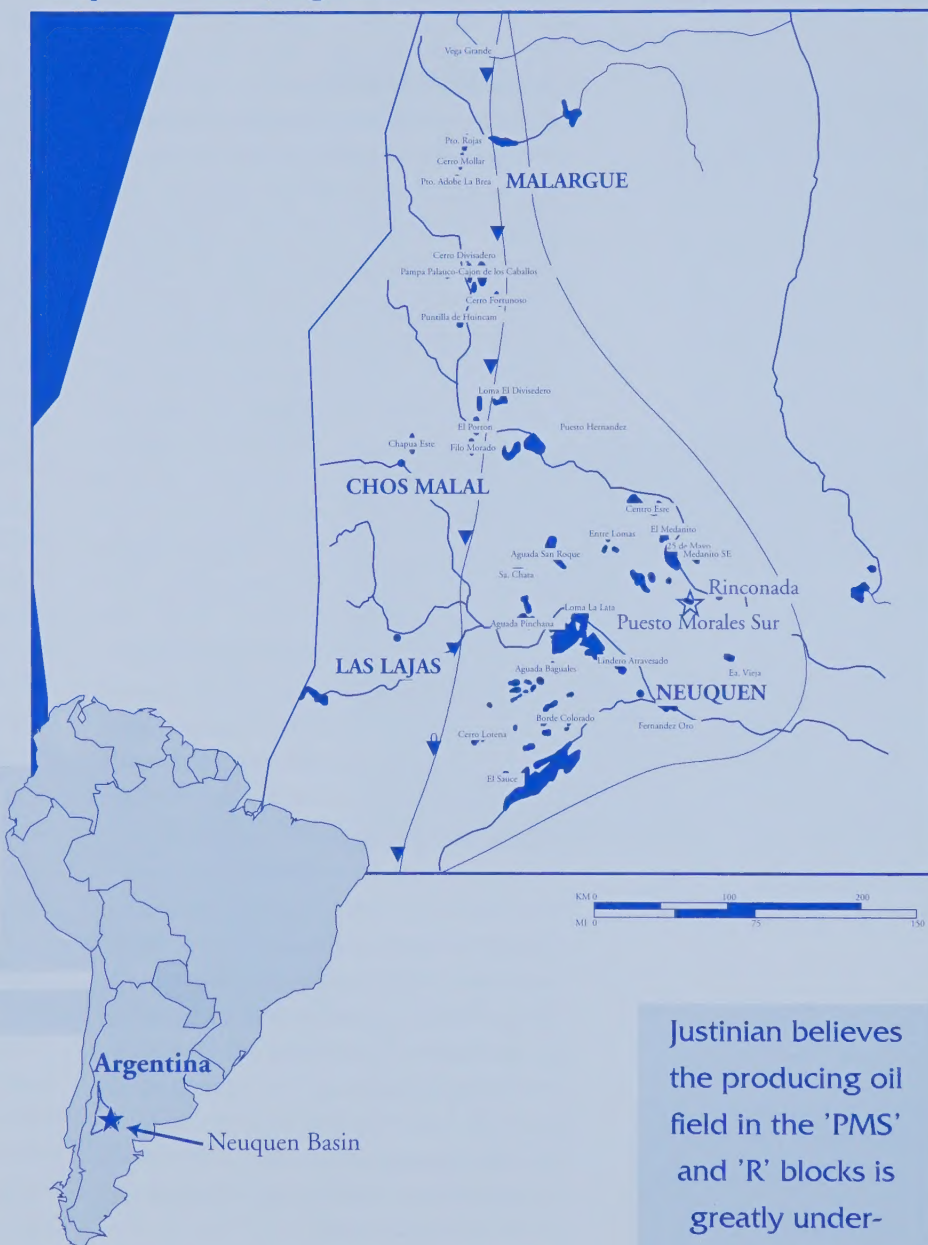 Vega Grande
Pto. Rojas
Cerro Mollar
Pto. Adobe La Brea
MALARGUE
Cerro Divisadero
Pampa Palauco-Cajon de los Caballos
Cerro Fortunoso
Puntilla de Huincam
Loma El Divisedero
El Porton
Puesto Hernandez
Chapua Este
Filo Morado
CHOS MALAL
Centro Este
El Medanito
Entre Lomas
25 de Mayo
Aguada San Roque
Medanito SE
Sa. Chata
Rinconada
Loma La Lata
Aguada Pinchana
Puesto Morales Sur
LAS LAJAS
Lindero Atravesado
Aguada Baguales
Ea. Vieja
NEUQUEN
Borde Colorado
Fernandez Oro
Cerro Lorena
El Sauce
KM 0 100 200
MI 0 75 150
Argentina
Neuquen Basin
Justinian believes
the producing oil
field in the 'PMS'
and 'R' blocks is
greatly under-